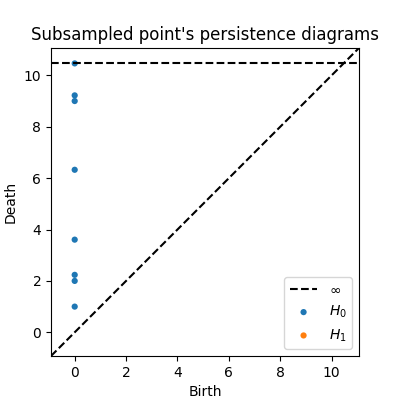 Subsampled point's persistence diagrams
10
8
6
4
2
0
Death
∞
H₀
H₁
0 2 4 6 8 10
Birth